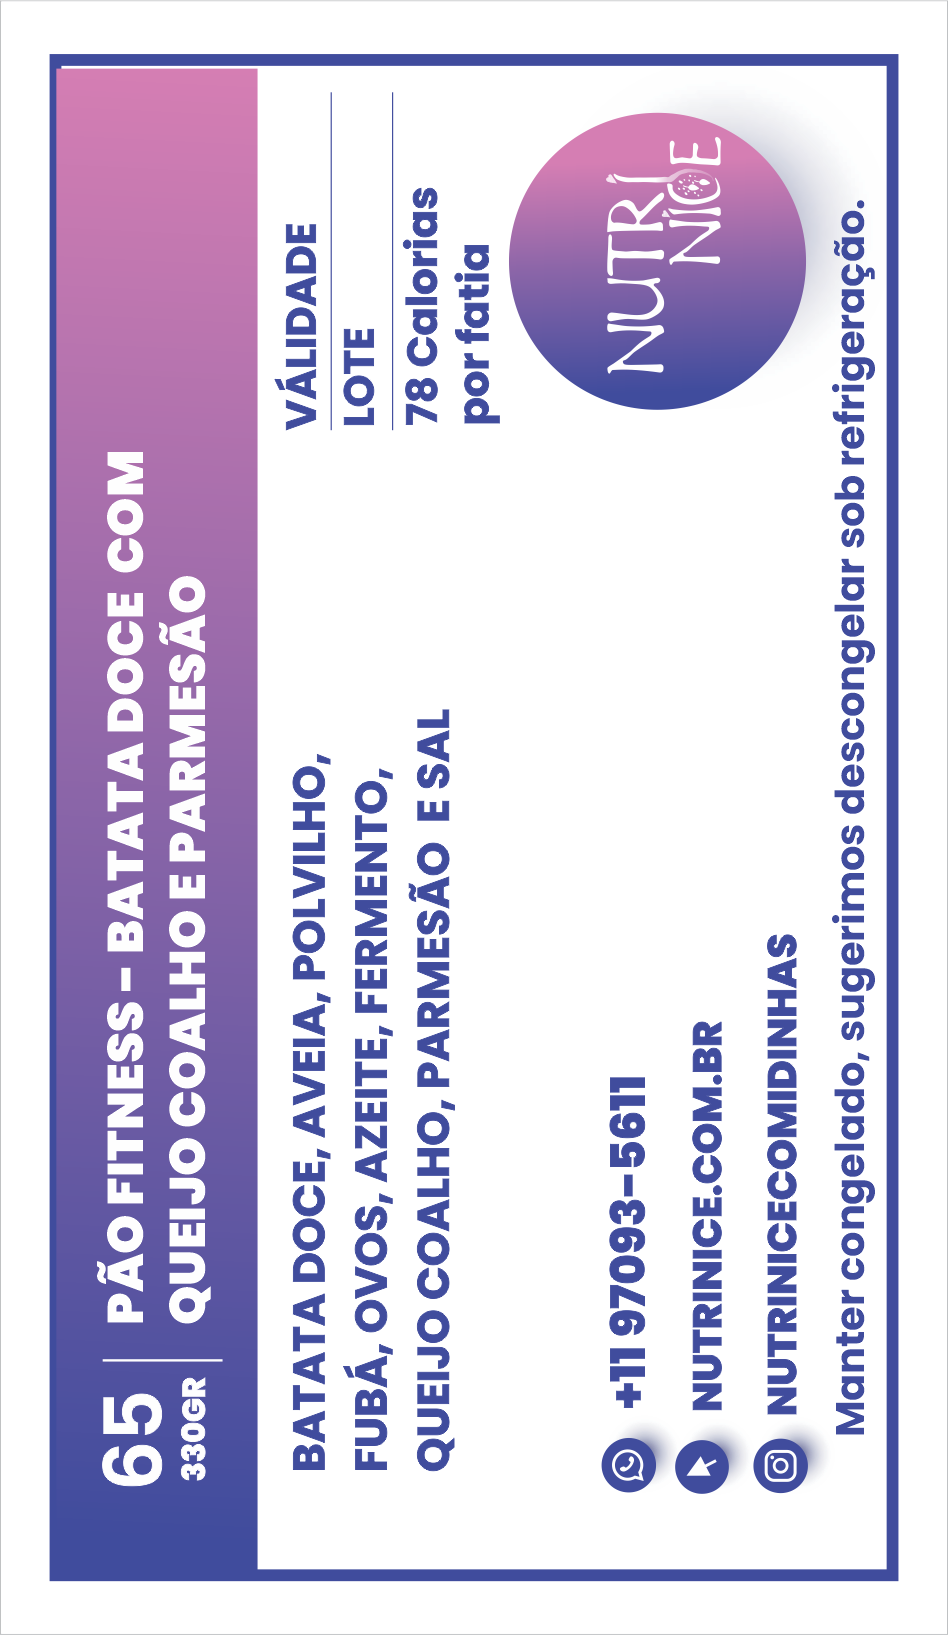 65
330GR
PÃO FITNESS – BATATA DOCE COM
QUEIJO COALHO E PARMESÃO
BATATA DOCE, AVEIA, POLVILHO,
FUBÁ, OVOS, AZEITE, FERMENTO,
QUEIJO COALHO, PARMESÃO E SAL
VÁLIDADE
LOTE
78 Calorias
por fatia
NUTRI
NICE
+11 97093-5611
NUTRINICE.COM.BR
NUTRINICECOMIDINHAS
Manter congelado, sugerimos descongelar sob refrigeração.